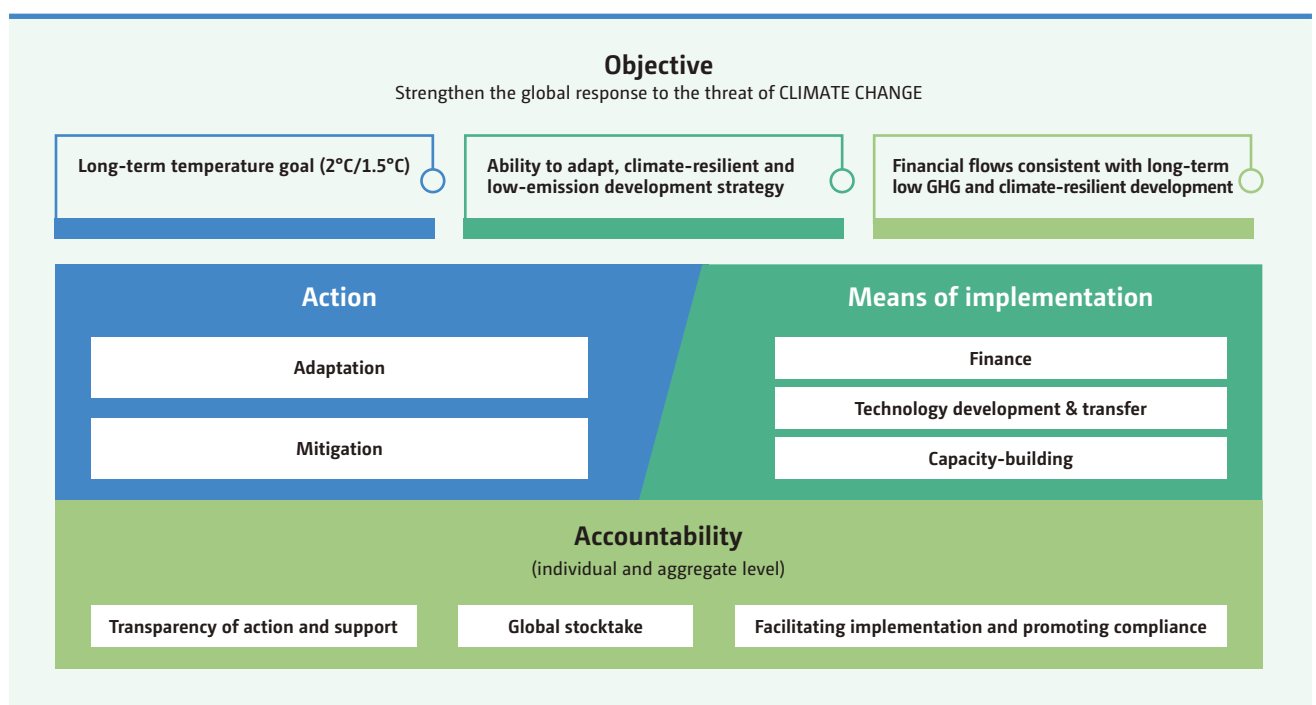 Objective
Strengthen the global response to the threat of CLIMATE CHANGE
Long-term temperature goal (2°C/1.5°C)
Ability to adapt, climate-resilient and
low-emission development strategy
Financial flows consistent with long-term
low GHG and climate-resilient development
Action
Adaptation
Mitigation
Means of implementation
Finance
Technology development & transfer
Capacity-building
Accountability
(individual and aggregate level)
Transparency of action and support
Global stocktake
Facilitating implementation and promoting compliance